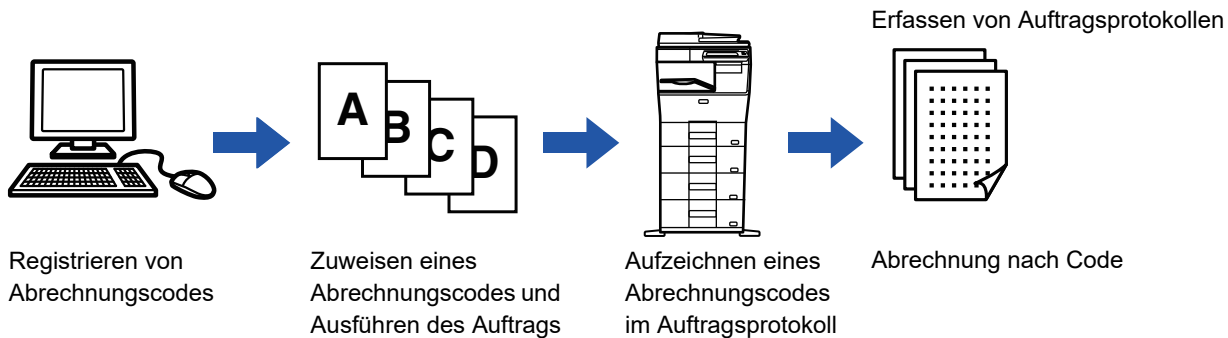 Erfassen von Auftragsprotokollen
A
B
C
D
Registrieren von
Abrechnungscodes
Zuweisen eines
Abrechnungscodes und
Ausführen des Auftrags
Aufzeichnen eines
Abrechnungscodes
im Auftragsprotokoll
Abrechnung nach Code